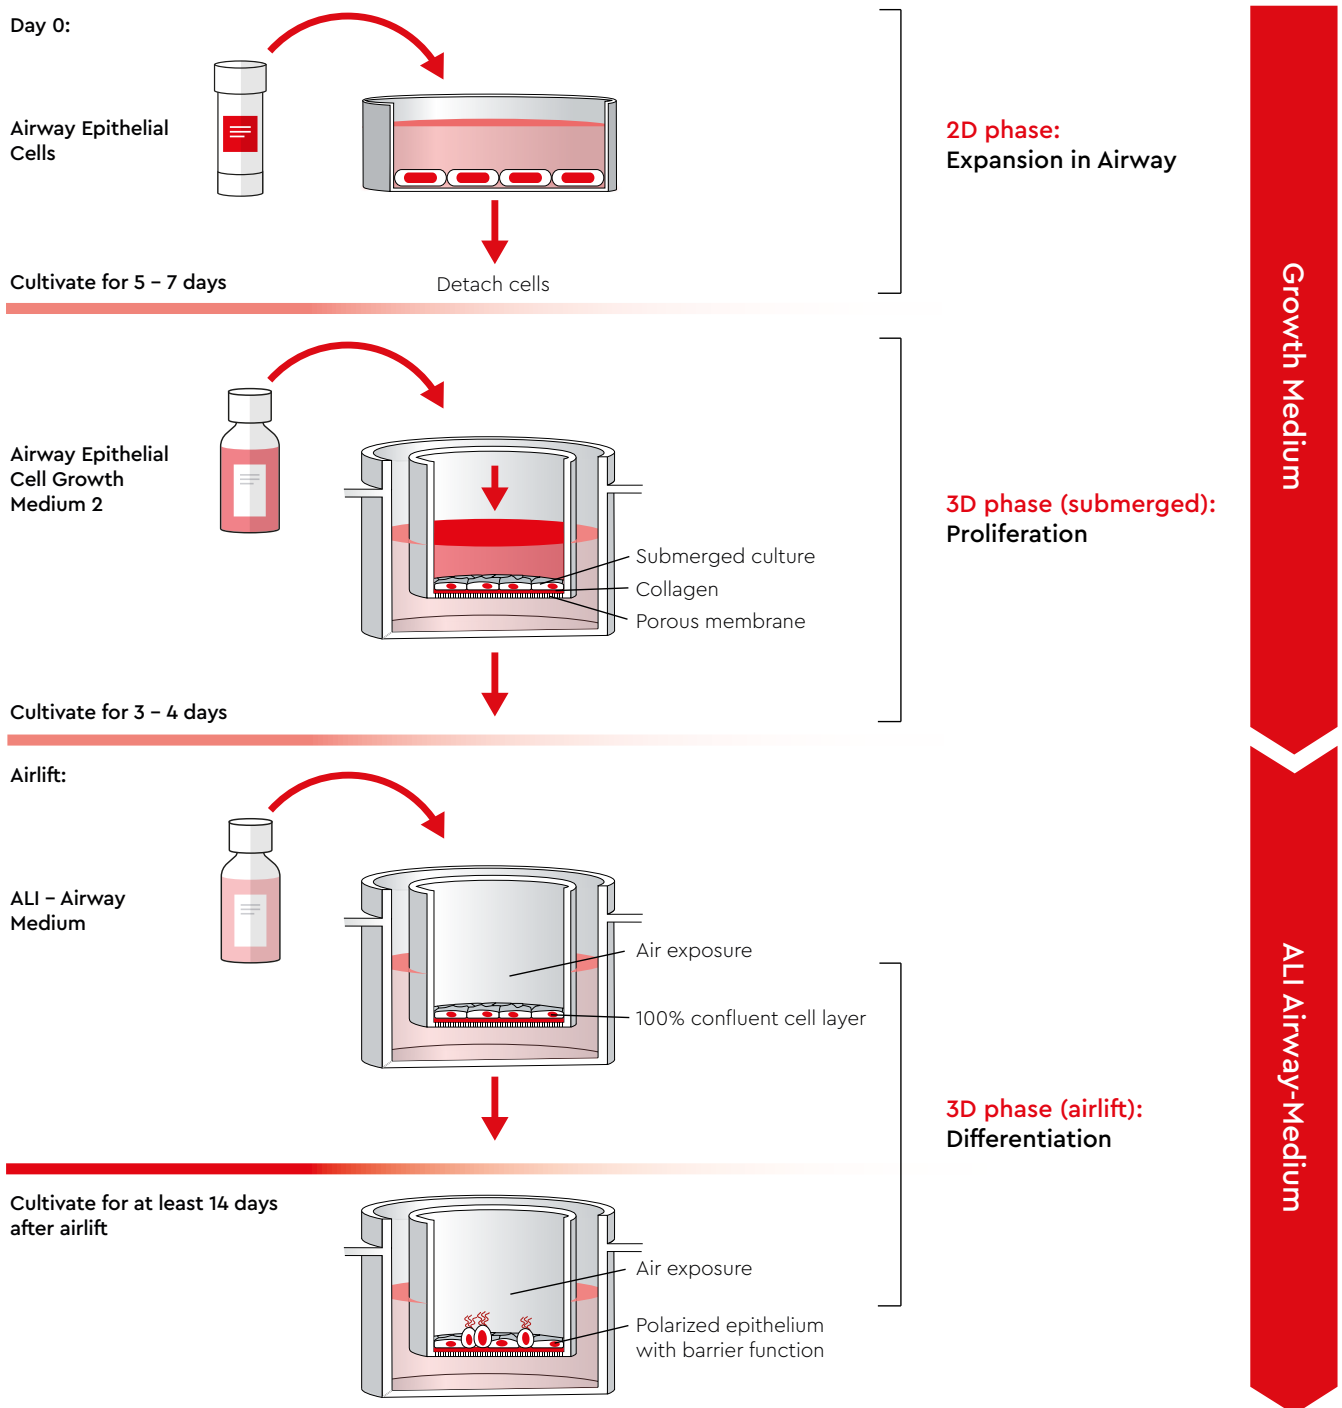 Day 0:
Airway Epithelial
Cells
2D phase:
Expansion in Airway
Cultivate for 5 – 7 days
Detach cells
Growth Medium
Airway Epithelial
Cell Growth
Medium 2
3D phase (submerged):
Proliferation
Submerged culture
Collagen
Porous membrane
Cultivate for 3 – 4 days
Airlift:
ALI – Airway
Medium
Air exposure
100% confluent cell layer
ALI Airway-Medium
3D phase (airlift):
Differentiation
Cultivate for at least 14 days
after airlift
Air exposure
Polarized epithelium
with barrier function